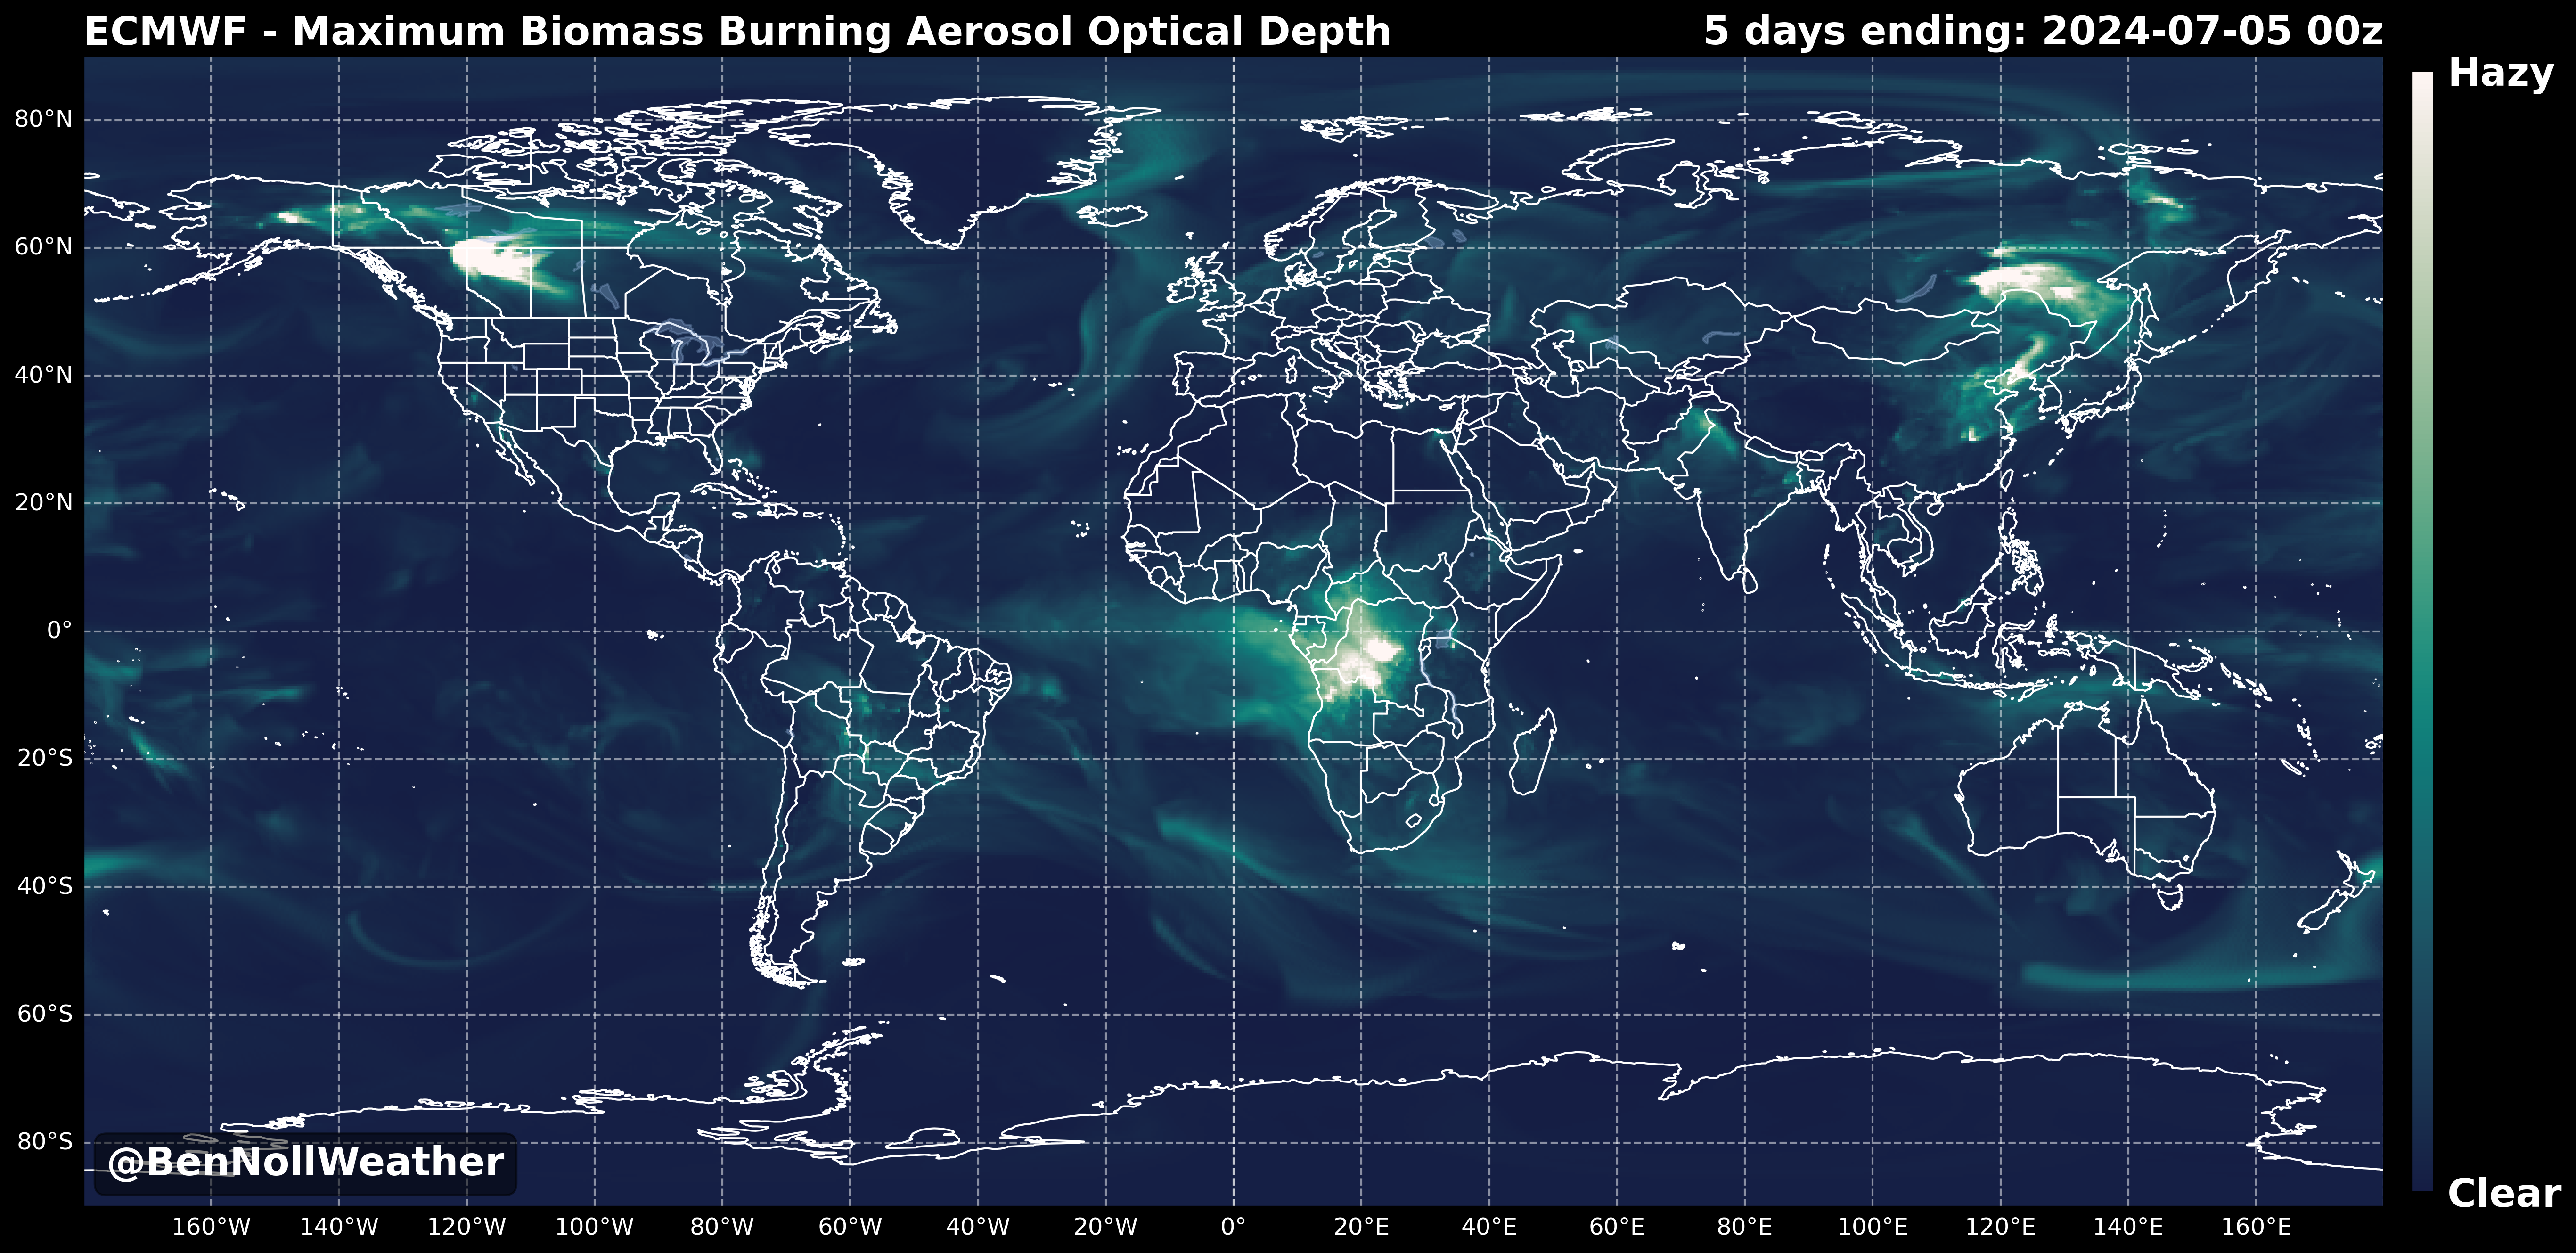 ECMWF - Maximum Biomass Burning Aerosol Optical Depth
5 days ending: 2024-07-05 00z
Hazy
80°N
60°N
40°N
20°N
0°
20°S
40°S
60°S
80°S
@BenNollWeather
Clear
160°W 140°W 120°W 100°W 80°W 60°W 40°W 20°W 0° 20°E 40°E 60°E 80°E 100°E 120°E 140°E 160°E